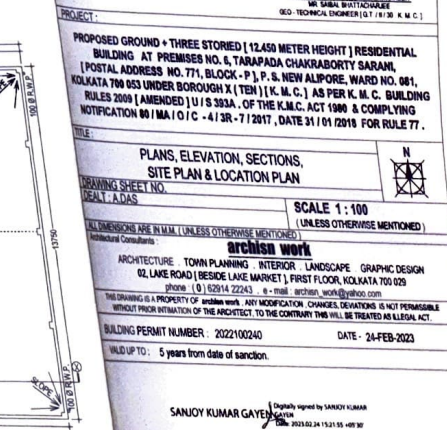 MR SAIBAL BHATTACHARJEE
GEO - TECHNICAL ENGINEER [ G.T / II / 30 K. M. C. ]
PROJECT :
PROPOSED GROUND + THREE STORIED [ 12.450 METER HEIGHT ] RESIDENTIAL
BUILDING AT PREMISES NO. 6, TARAPADA CHAKRABORTY SARANI,
[ POSTAL ADDRESS NO. 771, BLOCK - P ], P. S. NEW ALIPORE, WARD NO. 081,
KOLKATA 700 053 UNDER BOROUGH X ( TEN ) [ K. M. C. ] AS PER K. M. C. BUILDING
RULES 2009 [ AMENDED ] U / S 393A . OF THE K.M.C. ACT 1980 & COMPLYING
NOTIFICATION 80 / MA / O / C - 4 / 3R - 7 / 2017 , DATE 31 / 01 /2018 FOR RULE 77 .
TITLE :
PLANS, ELEVATION, SECTIONS,
SITE PLAN & LOCATION PLAN
N
DRAWING SHEET NO.
DEALT : A.DAS
SCALE 1 : 100
( UNLESS OTHERWISE MENTIONED )
ALL DIMENSIONS ARE IN M.M. ( UNLESS OTHERWISE MENTIONED )
Architectural Consultants :
archisn work
ARCHITECTURE . TOWN PLANNING . INTERIOR . LANDSCAPE . GRAPHIC DESIGN
02, LAKE ROAD [ BESIDE LAKE MARKET ], FIRST FLOOR, KOLKATA 700 029
phone : ( 0 ) 62914 22243 . e - mail : archisn_work@yahoo.com
THIS DRAWING IS A PROPERTY OF archisn work . ANY MODIFICATION , CHANGES, DEVIATIONS IS NOT PERMISSIBLE
WITHOUT PRIOR INTIMATION OF THE ARCHITECT, TO THE CONTRARY THIS WILL BE TREATED AS ILLEGAL ACT.
BUILDING PERMIT NUMBER : 2022100240
DATE - 24-FEB-2023
VALID UP TO : 5 years from date of sanction.
SANJOY KUMAR GAYEN
Digitally signed by SANJOY KUMAR
GAYEN
Date: 2023.02.24 15:21:55 +05'30'
100 Ø R.W.P.
13750
SLOPE
100 Ø R.W.P.
X